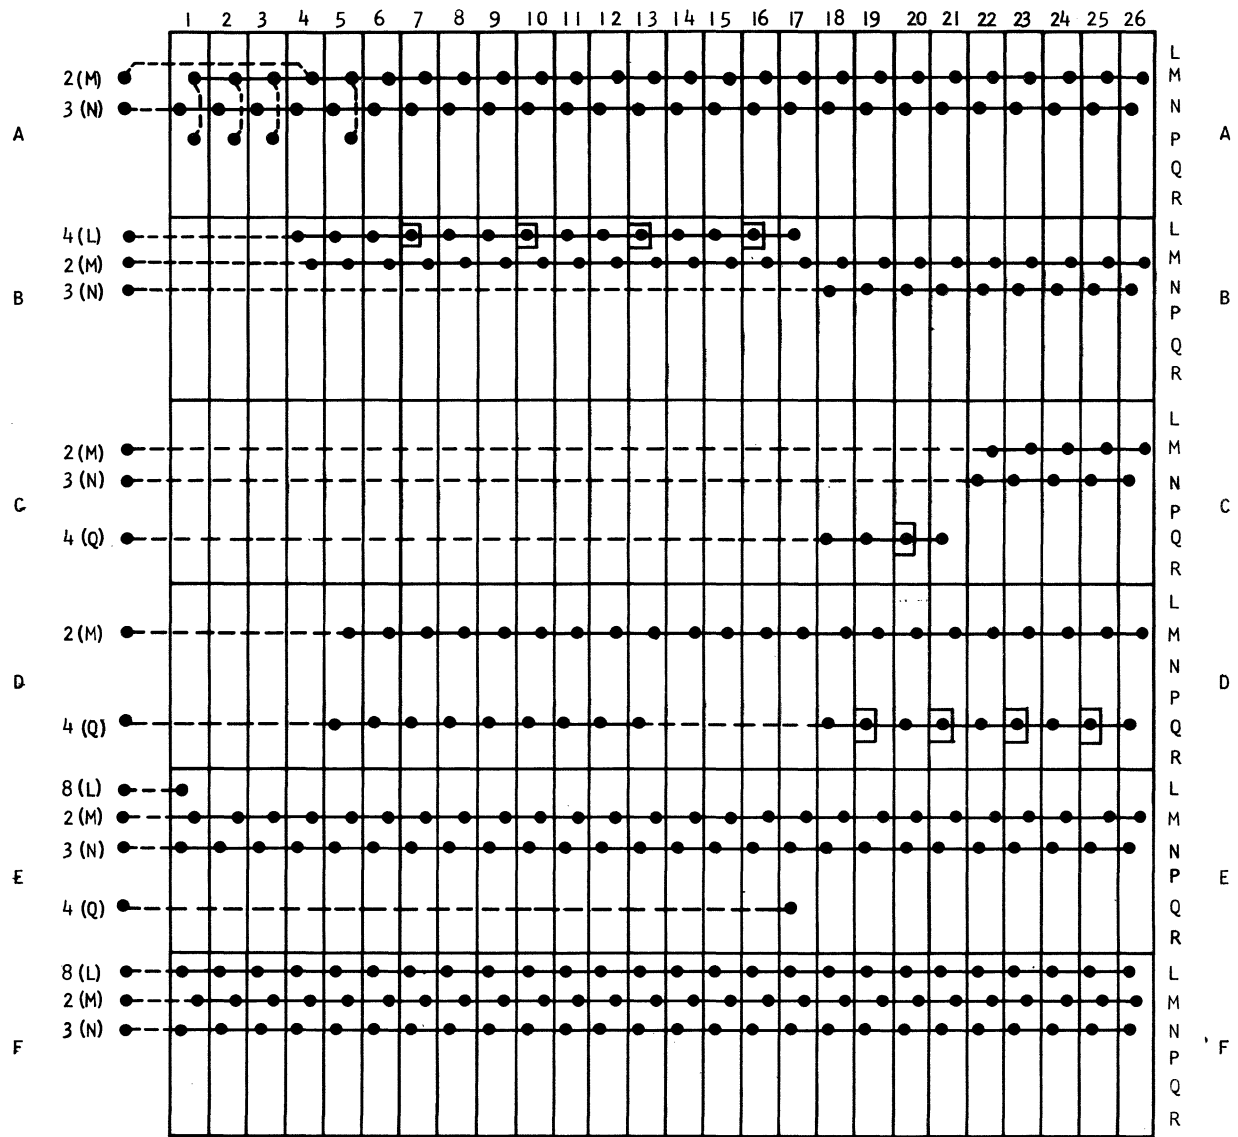 1 2 3 4 5 6 7 8 9 10 11 12 13 14 15 16 17 18 19 20 21 22 23 24 25 26
L
2 (M) M
3 (N) N
A P A
Q
R
4 (L) L
2 (M) M
3 (N) N
B B
P
Q
R
L
2 (M) M
3 (N) N
C P C
4 (Q) Q
R
L
2 (M) M
N
D P D
4 (Q) Q
R
8 (L) L
2 (M) M
3 (N) N
E P E
4 (Q) Q
R
8 (L) L
2 (M) M
3 (N) N
F P F
Q
R